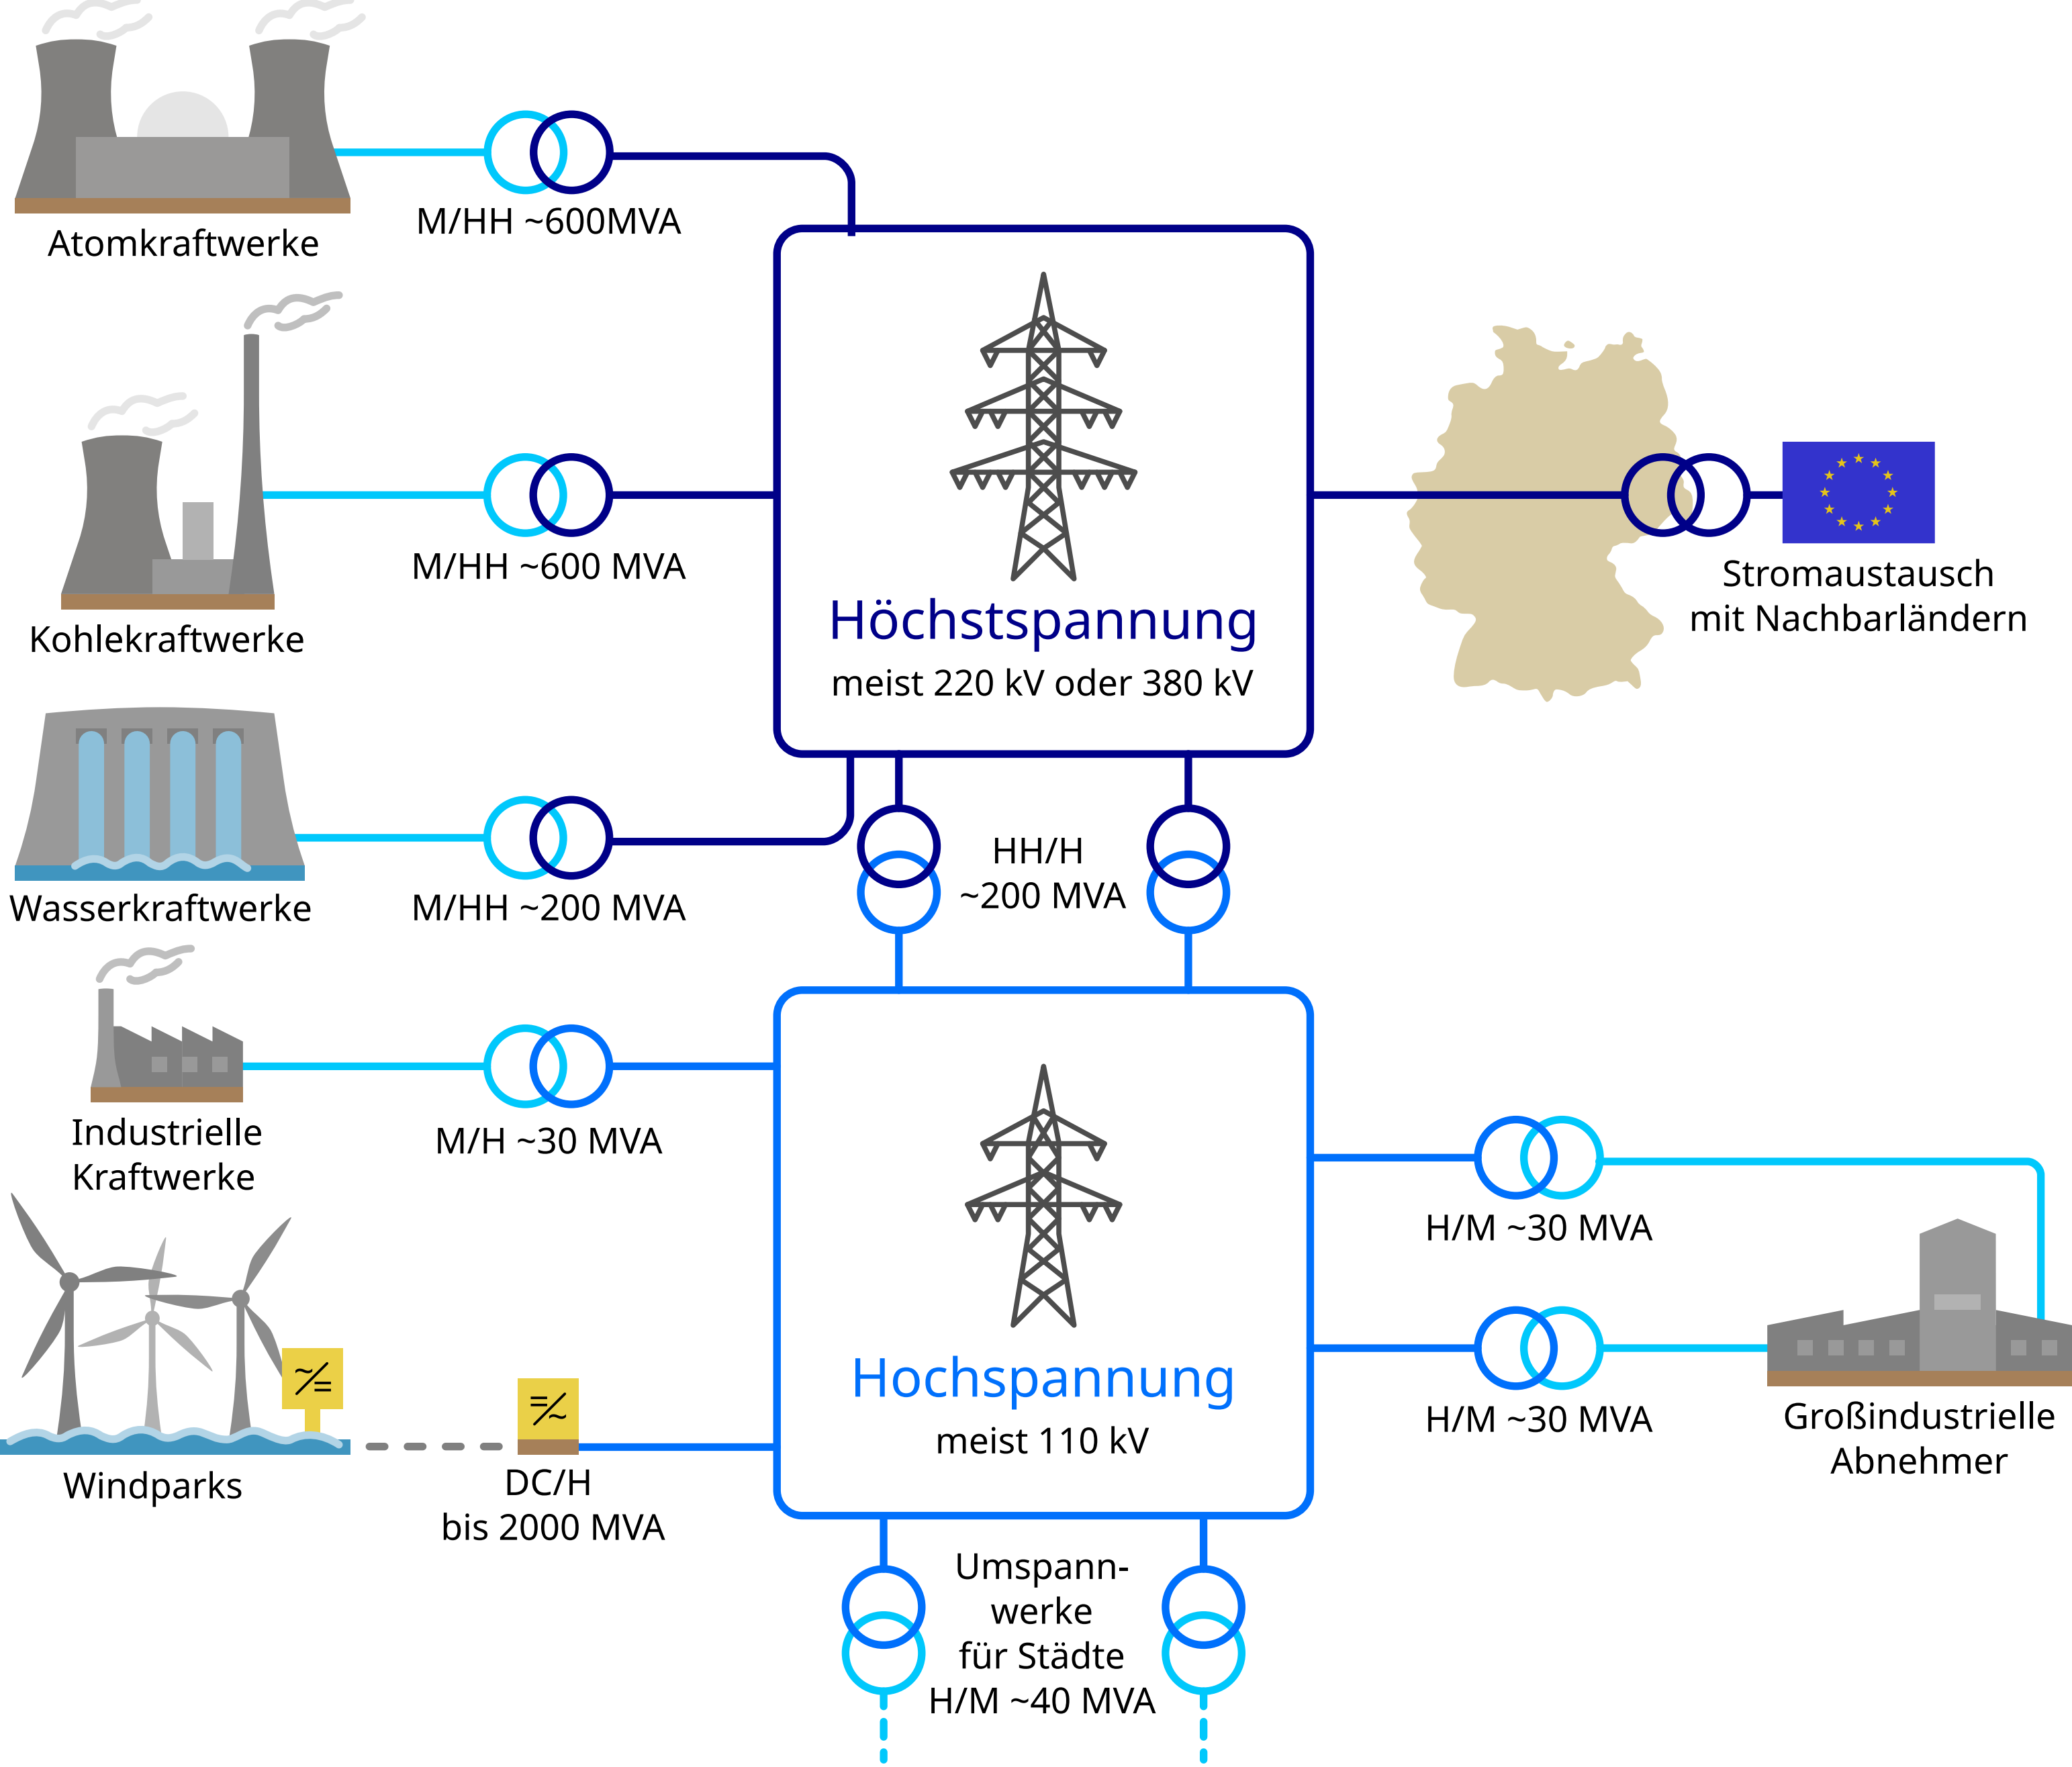 M/HH ~600MVA
Atomkraftwerke
M/HH ~600 MVA
Kohlekraftwerke
Höchstspannung
meist 220 kV oder 380 kV
Stromaustausch
mit Nachbarländern
Wasserkraftwerke
M/HH ~200 MVA
HH/H
~200 MVA
Industrielle
Kraftwerke
M/H ~30 MVA
H/M ~30 MVA
Hochspannung
meist 110 kV
H/M ~30 MVA
Großindustrielle
Abnehmer
~/=
=/~
Windparks
DC/H
bis 2000 MVA
Umspann-
werke
für Städte
H/M ~40 MVA